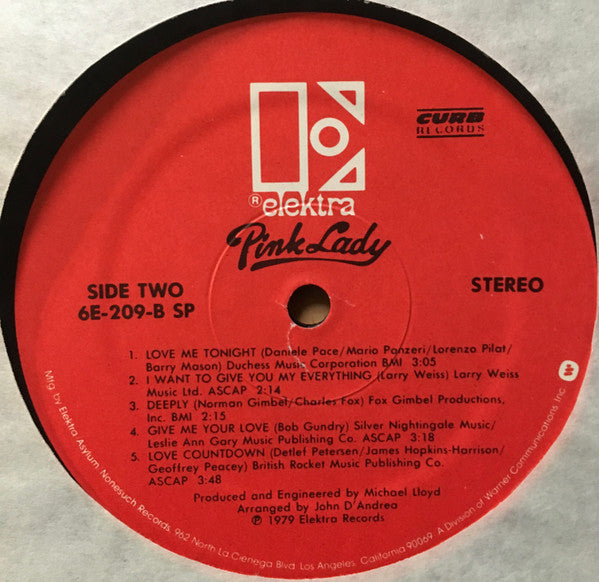 CURB
RECORDS
® elektra
Pink Lady
SIDE TWO
6E-209-B SP
STEREO
1. LOVE ME TONIGHT (Daniele Pace/Mario Panzeri/Lorenzo Pilat/
Barry Mason) Duchess Music Corporation BMI 3:05
2. I WANT TO GIVE YOU MY EVERYTHING (Larry Weiss) Larry Weiss
Music Ltd. ASCAP 2:14
3. DEEPLY (Norman Gimbel/Charles Fox) Fox Gimbel Productions,
Inc. BMI 2:15
4. GIVE ME YOUR LOVE (Bob Gundry) Silver Nightingale Music/
Leslie Ann Gary Music Publishing Co. ASCAP 3:18
5. LOVE COUNTDOWN (Detlef Petersen/James Hopkins-Harrison/
Geoffrey Peacey) British Rocket Music Publishing Co.
ASCAP 3:48
Produced and Engineered by Michael Lloyd
Arranged by John D'Andrea
℗ 1979 Elektra Records
Mfg by Elektra Asylum Nonesuch Records, 962 North La Cienega Blvd. Los Angeles, California 90069. A Division of Warner Communications Inc.